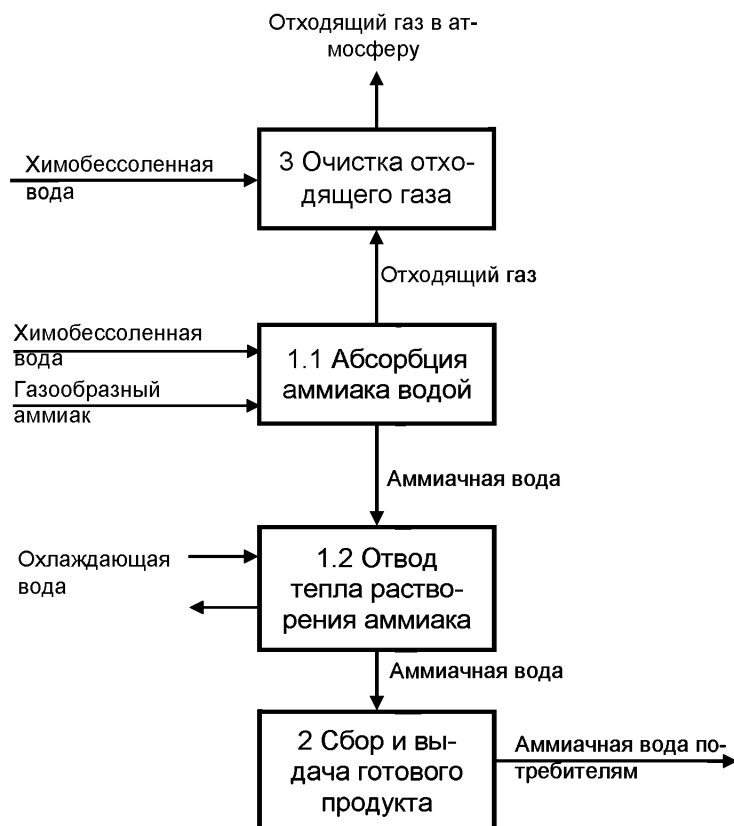 Отходящий газ в ат-
мосферу
Химобессоленная
вода
3 Очистка отхо-
дящего газа
Отходящий газ
Химобессоленная
вода
Газообразный
аммиак
1.1 Абсорбция
аммиака водой
Аммиачная вода
Охлаждающая
вода
1.2 Отвод
тепла раство-
рения аммиака
Аммиачная вода
2 Сбор и вы-
дача готового
продукта
Аммиачная вода по-
требителям